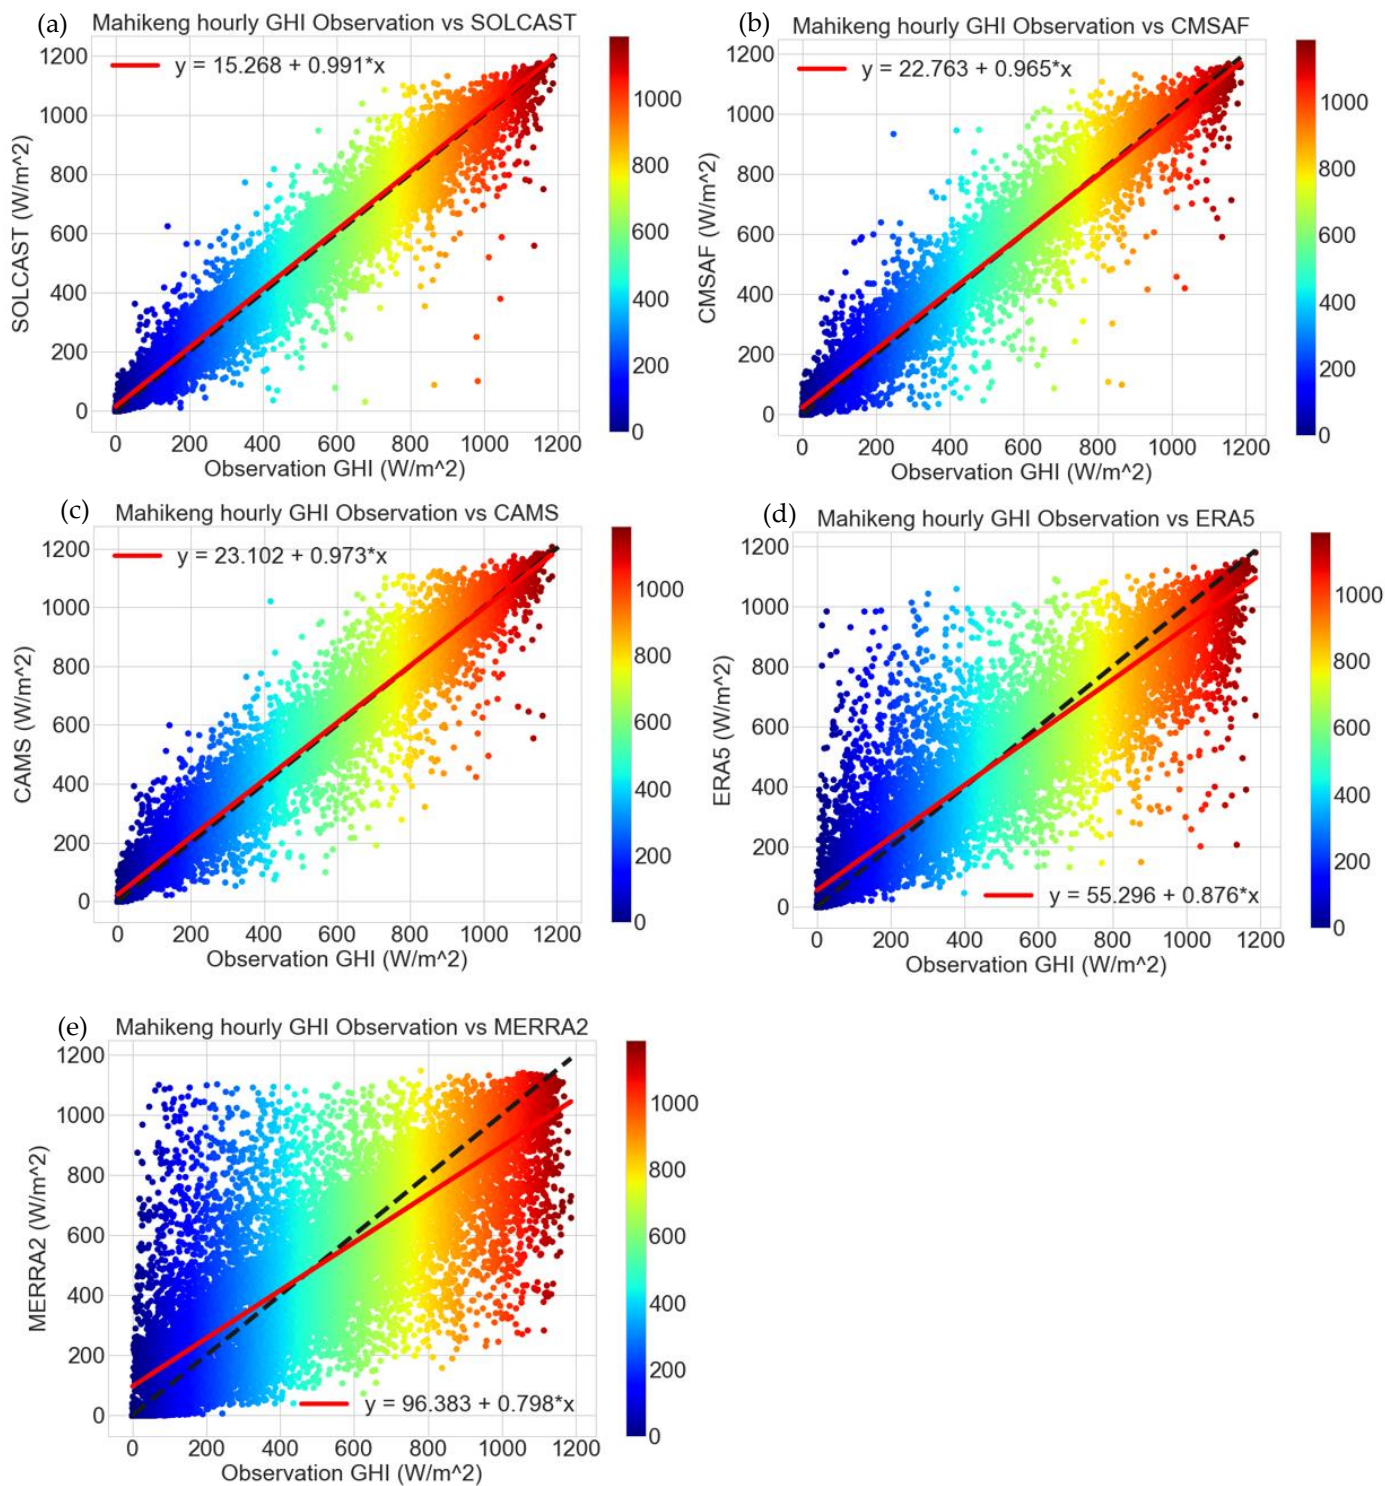 (a)
Mahikeng hourly GHI Observation vs SOLCAST
y = 15.268 + 0.991*x
SOLCAST (W/m^2)
1200
1000
800
600
400
200
0
0 200 400 600 800 1000 1200
Observation GHI (W/m^2)
1000
800
600
400
200
0
(b)
Mahikeng hourly GHI Observation vs CMSAF
y = 22.763 + 0.965*x
CMSAF (W/m^2)
1200
1000
800
600
400
200
0
0 200 400 600 800 1000 1200
Observation GHI (W/m^2)
1000
800
600
400
200
0
(c)
Mahikeng hourly GHI Observation vs CAMS
y = 23.102 + 0.973*x
CAMS (W/m^2)
1200
1000
800
600
400
200
0
0 200 400 600 800 1000 1200
Observation GHI (W/m^2)
1000
800
600
400
200
0
(d)
Mahikeng hourly GHI Observation vs ERA5
ERA5 (W/m^2)
1200
1000
800
600
400
200
0
y = 55.296 + 0.876*x
0 200 400 600 800 1000 1200
Observation GHI (W/m^2)
1000
800
600
400
200
0
(e)
Mahikeng hourly GHI Observation vs MERRA2
MERRA2 (W/m^2)
1200
1000
800
600
400
200
0
y = 96.383 + 0.798*x
0 200 400 600 800 1000 1200
Observation GHI (W/m^2)
1000
800
600
400
200
0